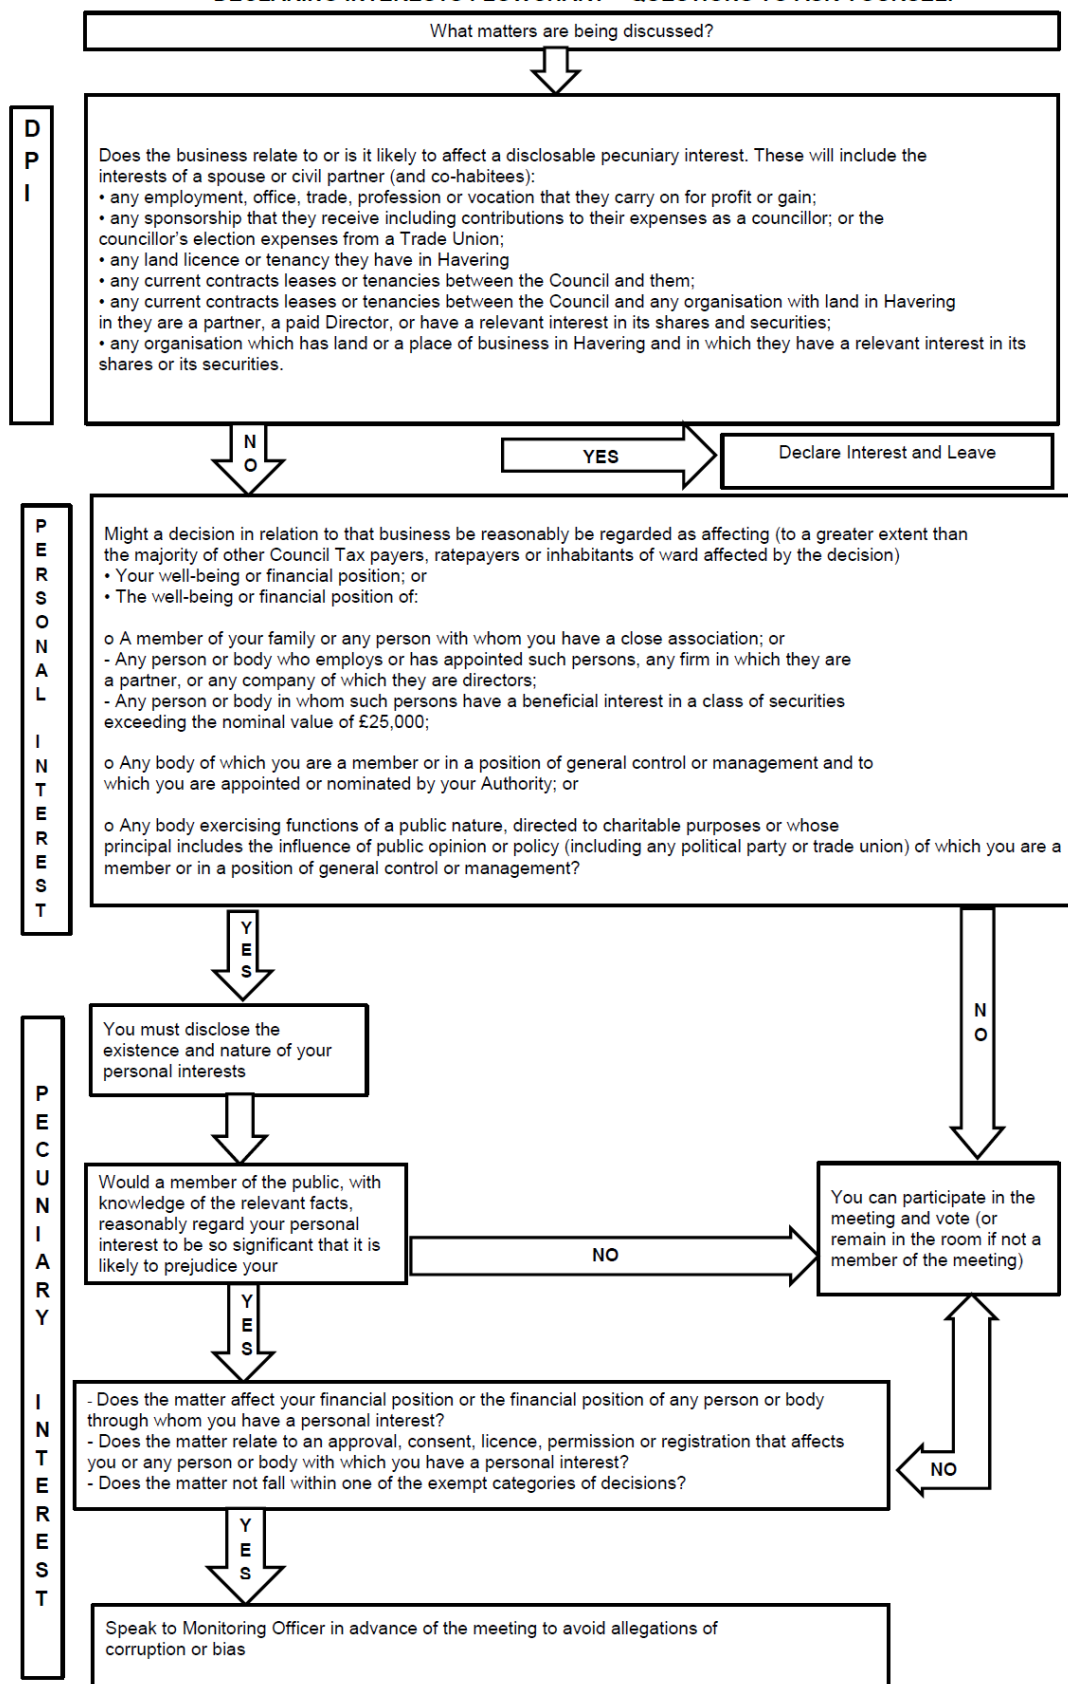 DECLARING INTERESTS FLOWCHART – QUESTIONS TO ASK YOURSELF
What matters are being discussed?
D
P
I
Does the business relate to or is it likely to affect a disclosable pecuniary interest. These will include the
interests of a spouse or civil partner (and co-habitees):
• any employment, office, trade, profession or vocation that they carry on for profit or gain;
• any sponsorship that they receive including contributions to their expenses as a councillor; or the
councillor's election expenses from a Trade Union;
• any land licence or tenancy they have in Havering
• any current contracts leases or tenancies between the Council and them;
• any current contracts leases or tenancies between the Council and any organisation with land in Havering
in they are a partner, a paid Director, or have a relevant interest in its shares and securities;
• any organisation which has land or a place of business in Havering and in which they have a relevant interest in its
shares or its securities.
N
O
YES
Declare Interest and Leave
P
E
R
S
O
N
A
L
I
N
T
E
R
E
S
T
Might a decision in relation to that business be reasonably be regarded as affecting (to a greater extent than
the majority of other Council Tax payers, ratepayers or inhabitants of ward affected by the decision)
• Your well-being or financial position; or
• The well-being or financial position of:
o A member of your family or any person with whom you have a close association; or
- Any person or body who employs or has appointed such persons, any firm in which they are
a partner, or any company of which they are directors;
- Any person or body in whom such persons have a beneficial interest in a class of securities
exceeding the nominal value of £25,000;
o Any body of which you are a member or in a position of general control or management and to
which you are appointed or nominated by your Authority; or
o Any body exercising functions of a public nature, directed to charitable purposes or whose
principal includes the influence of public opinion or policy (including any political party or trade union) of which you are a
member or in a position of general control or management?
Y
E
S
N
O
You must disclose the
existence and nature of your
personal interests
P
E
C
U
N
I
A
R
Y
I
N
T
E
R
E
S
T
Would a member of the public, with
knowledge of the relevant facts,
reasonably regard your personal
interest to be so significant that it is
likely to prejudice your
NO
You can participate in the
meeting and vote (or
remain in the room if not a
member of the meeting)
Y
E
S
- Does the matter affect your financial position or the financial position of any person or body
through whom you have a personal interest?
- Does the matter relate to an approval, consent, licence, permission or registration that affects
you or any person or body with which you have a personal interest?
- Does the matter not fall within one of the exempt categories of decisions?
NO
Y
E
S
Speak to Monitoring Officer in advance of the meeting to avoid allegations of
corruption or bias